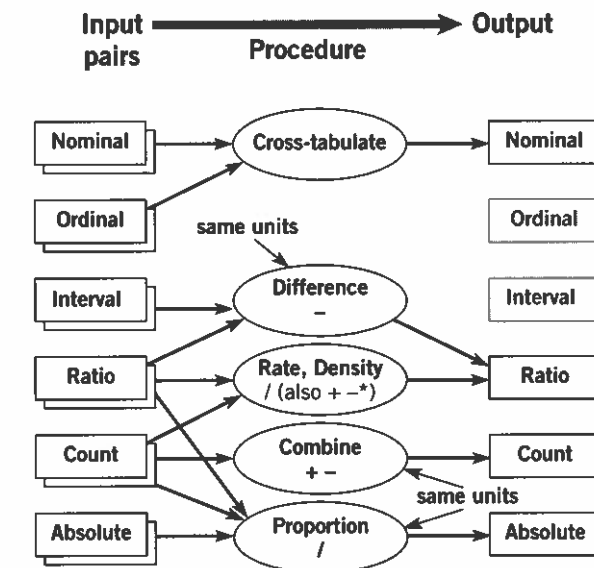 Input pairs
Procedure
Output
Nominal
Cross-tabulate
Nominal
Ordinal
same units
Ordinal
Interval
Difference
–
Interval
Ratio
Rate, Density
/ (also + –*)
Ratio
Count
Combine
+ –
Count
same units
Absolute
Proportion
/
Absolute